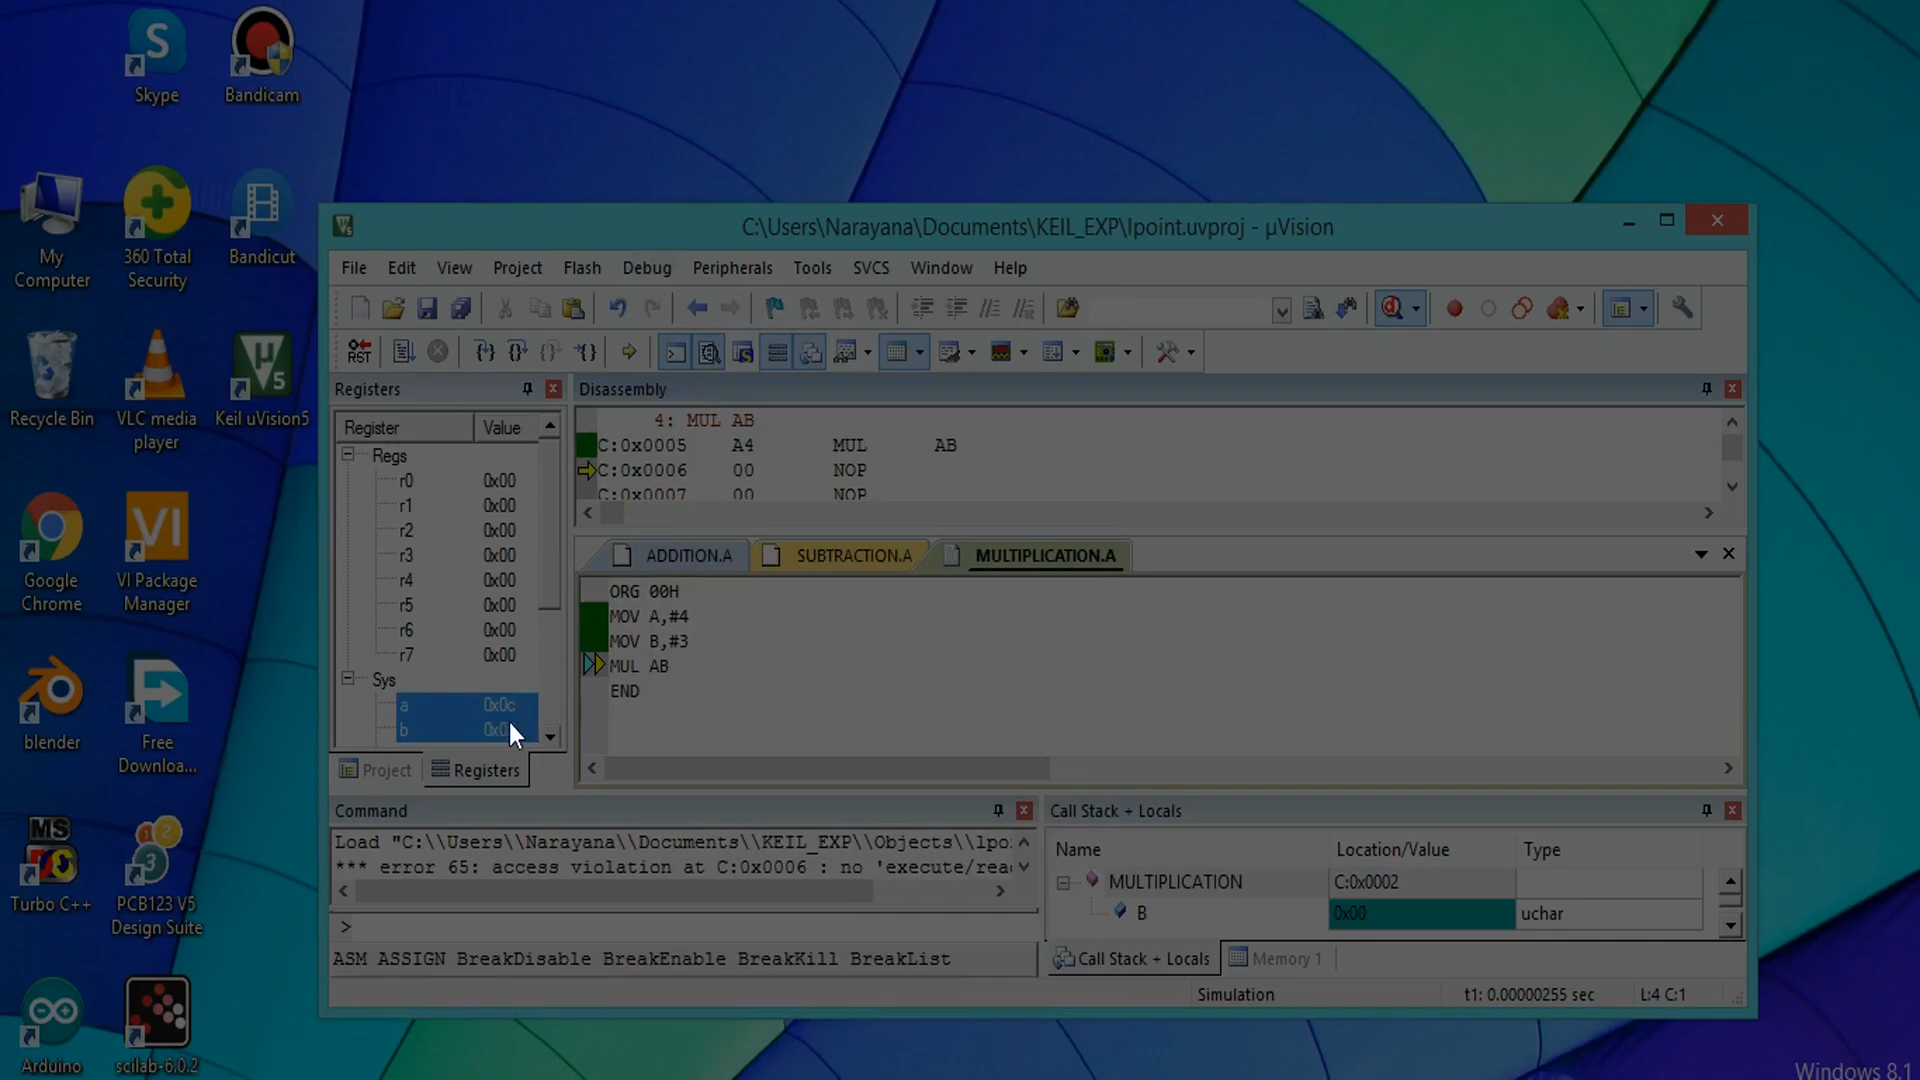 Skype
Bandicam
My Computer
360 Total Security
Bandicut
Recycle Bin
VLC media player
Keil uVision5
Google Chrome
VI Package Manager
blender
Free Downloa...
Turbo C++
PCB123 V5 Design Suite
Arduino
scilab-6.0.2
C:\Users\Narayana\Documents\KEIL_EXP\lpoint.uvproj - µVision
File Edit View Project Flash Debug Peripherals Tools SVCS Window Help
RST
Registers
Register Value
Regs
r0 0x00
r1 0x00
r2 0x00
r3 0x00
r4 0x00
r5 0x00
r6 0x00
r7 0x00
Sys
a 0x0c
b
Project Registers
Disassembly
4: MUL AB
C:0x0005 A4 MUL AB
C:0x0006 00 NOP
C:0x0007 00 NOP
ADDITION.A SUBTRACTION.A MULTIPLICATION.A
ORG 00H
MOV A,#4
MOV B,#3
MUL AB
END
Command
Load "C:\\Users\\Narayana\\Documents\\KEIL_EXP\\Objects\\lpo
*** error 65: access violation at C:0x0006 : no 'execute/rea
>
ASM ASSIGN BreakDisable BreakEnable BreakKill BreakList
Call Stack + Locals
Name Location/Value Type
MULTIPLICATION C:0x0002
B 0x00 uchar
Call Stack + Locals Memory 1
Simulation t1: 0.00000255 sec L:4 C:1
Windows 8.1